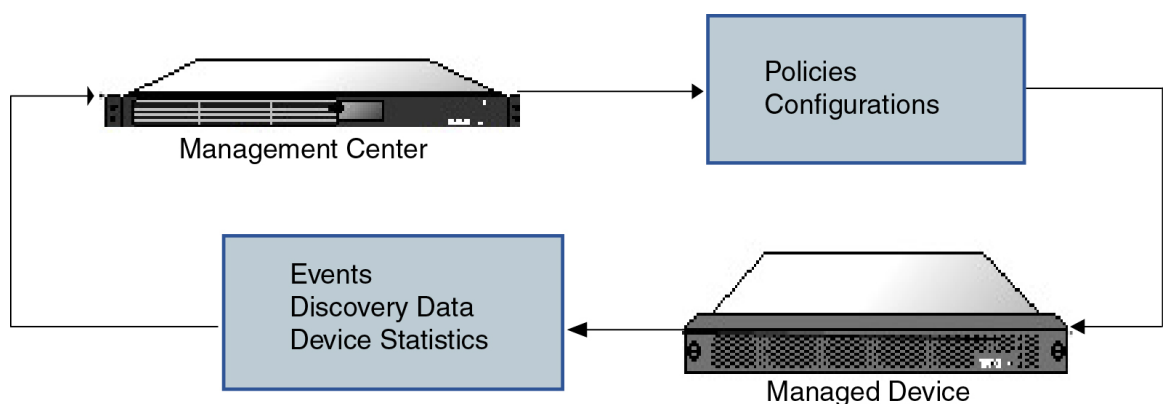 Policies
Configurations
Management Center
Events
Discovery Data
Device Statistics
Managed Device